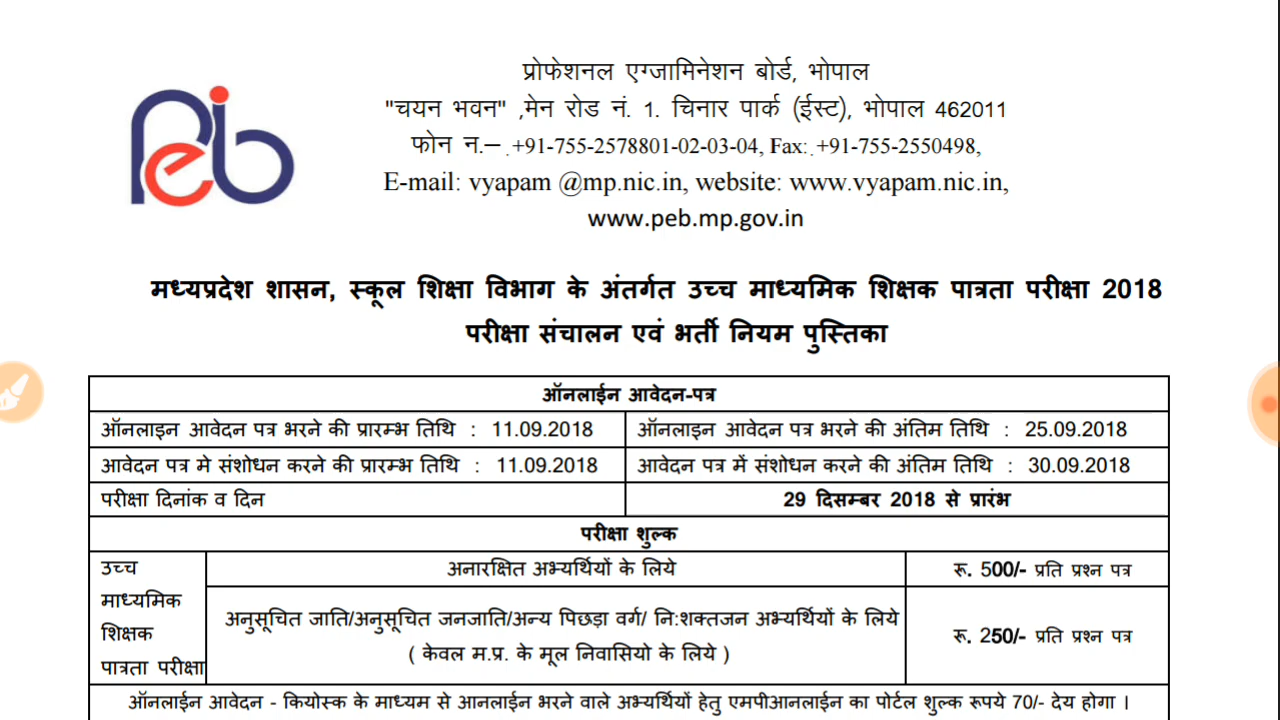 Peb
प्रोफेशनल एग्जामिनेशन बोर्ड, भोपाल
"चयन भवन" ,मेन रोड नं. 1. चिनार पार्क (ईस्ट), भोपाल 462011
फोन न.– .+91-755-2578801-02-03-04, Fax: .+91-755-2550498,
E-mail: vyapam @mp.nic.in, website: www.vyapam.nic.in,
www.peb.mp.gov.in
मध्यप्रदेश शासन, स्कूल शिक्षा विभाग के अंतर्गत उच्च माध्यमिक शिक्षक पात्रता परीक्षा 2018
परीक्षा संचालन एवं भर्ती नियम पुस्तिका
ऑनलाईन आवेदन-पत्र
ऑनलाइन आवेदन पत्र भरने की प्रारम्भ तिथि : 11.09.2018 ऑनलाइन आवेदन पत्र भरने की अंतिम तिथि : 25.09.2018
आवेदन पत्र मे संशोधन करने की प्रारम्भ तिथि : 11.09.2018 आवेदन पत्र में संशोधन करने की अंतिम तिथि : 30.09.2018
परीक्षा दिनांक व दिन 29 दिसम्बर 2018 से प्रारंभ
परीक्षा शुल्क
उच्च
माध्यमिक
शिक्षक
पात्रता परीक्षा
अनारक्षित अभ्यर्थियों के लिये रू. 500/- प्रति प्रश्न पत्र
अनुसूचित जाति/अनुसूचित जनजाति/अन्य पिछड़ा वर्ग/ नि:शक्तजन अभ्यर्थियों के लिये
( केवल म.प्र. के मूल निवासियो के लिये )
रू. 250/- प्रति प्रश्न पत्र
ऑनलाईन आवेदन - कियोस्क के माध्यम से आनलाईन भरने वाले अभ्यर्थियों हेतु एमपीआनलाईन का पोर्टल शुल्क रूपये 70/- देय होगा ।